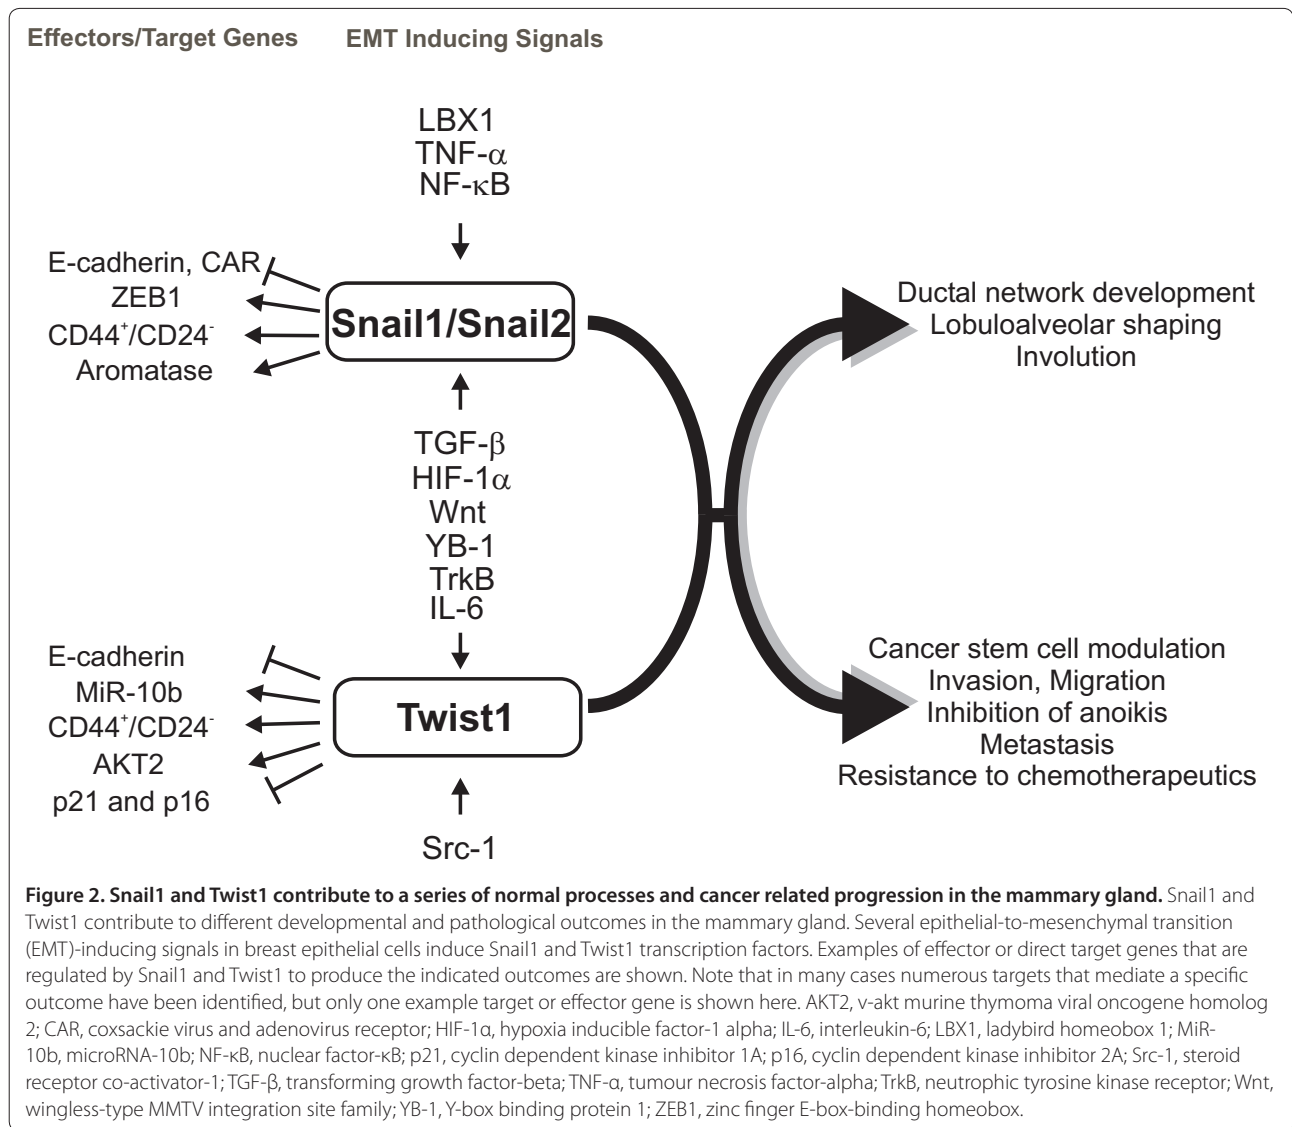 Effectors/Target Genes EMT Inducing Signals
LBX1
TNF-α
NF-κB
E-cadherin, CAR
ZEB1
CD44⁺/CD24⁻
Aromatase
Snail1/Snail2
TGF-β
HIF-1α
Wnt
YB-1
TrkB
IL-6
E-cadherin
MiR-10b
CD44⁺/CD24⁻
AKT2
p21 and p16
Twist1
Src-1
Ductal network development
Lobuloalveolar shaping
Involution
Cancer stem cell modulation
Invasion, Migration
Inhibition of anoikis
Metastasis
Resistance to chemotherapeutics
Figure 2. Snail1 and Twist1 contribute to a series of normal processes and cancer related progression in the mammary gland. Snail1 and
Twist1 contribute to different developmental and pathological outcomes in the mammary gland. Several epithelial-to-mesenchymal transition
(EMT)-inducing signals in breast epithelial cells induce Snail1 and Twist1 transcription factors. Examples of effector or direct target genes that are
regulated by Snail1 and Twist1 to produce the indicated outcomes are shown. Note that in many cases numerous targets that mediate a specific
outcome have been identified, but only one example target or effector gene is shown here. AKT2, v-akt murine thymoma viral oncogene homolog
2; CAR, coxsackie virus and adenovirus receptor; HIF-1α, hypoxia inducible factor-1 alpha; IL-6, interleukin-6; LBX1, ladybird homeobox 1; MiR-
10b, microRNA-10b; NF-κB, nuclear factor-κB; p21, cyclin dependent kinase inhibitor 1A; p16, cyclin dependent kinase inhibitor 2A; Src-1, steroid
receptor co-activator-1; TGF-β, transforming growth factor-beta; TNF-α, tumour necrosis factor-alpha; TrkB, neutrophic tyrosine kinase receptor; Wnt,
wingless-type MMTV integration site family; YB-1, Y-box binding protein 1; ZEB1, zinc finger E-box-binding homeobox.